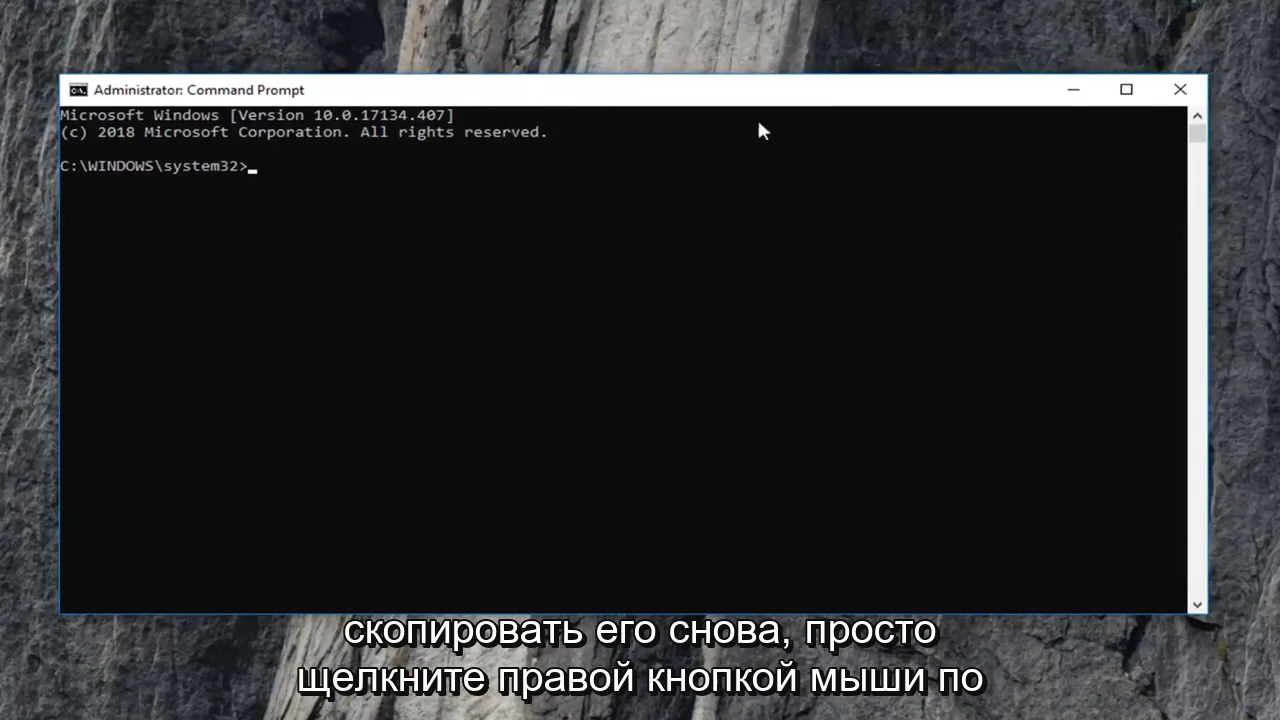 Administrator: Command Prompt
Microsoft Windows [Version 10.0.17134.407]
(c) 2018 Microsoft Corporation. All rights reserved.
C:\WINDOWS\system32>
скопировать его снова, просто
щелкните правой кнопкой мыши по